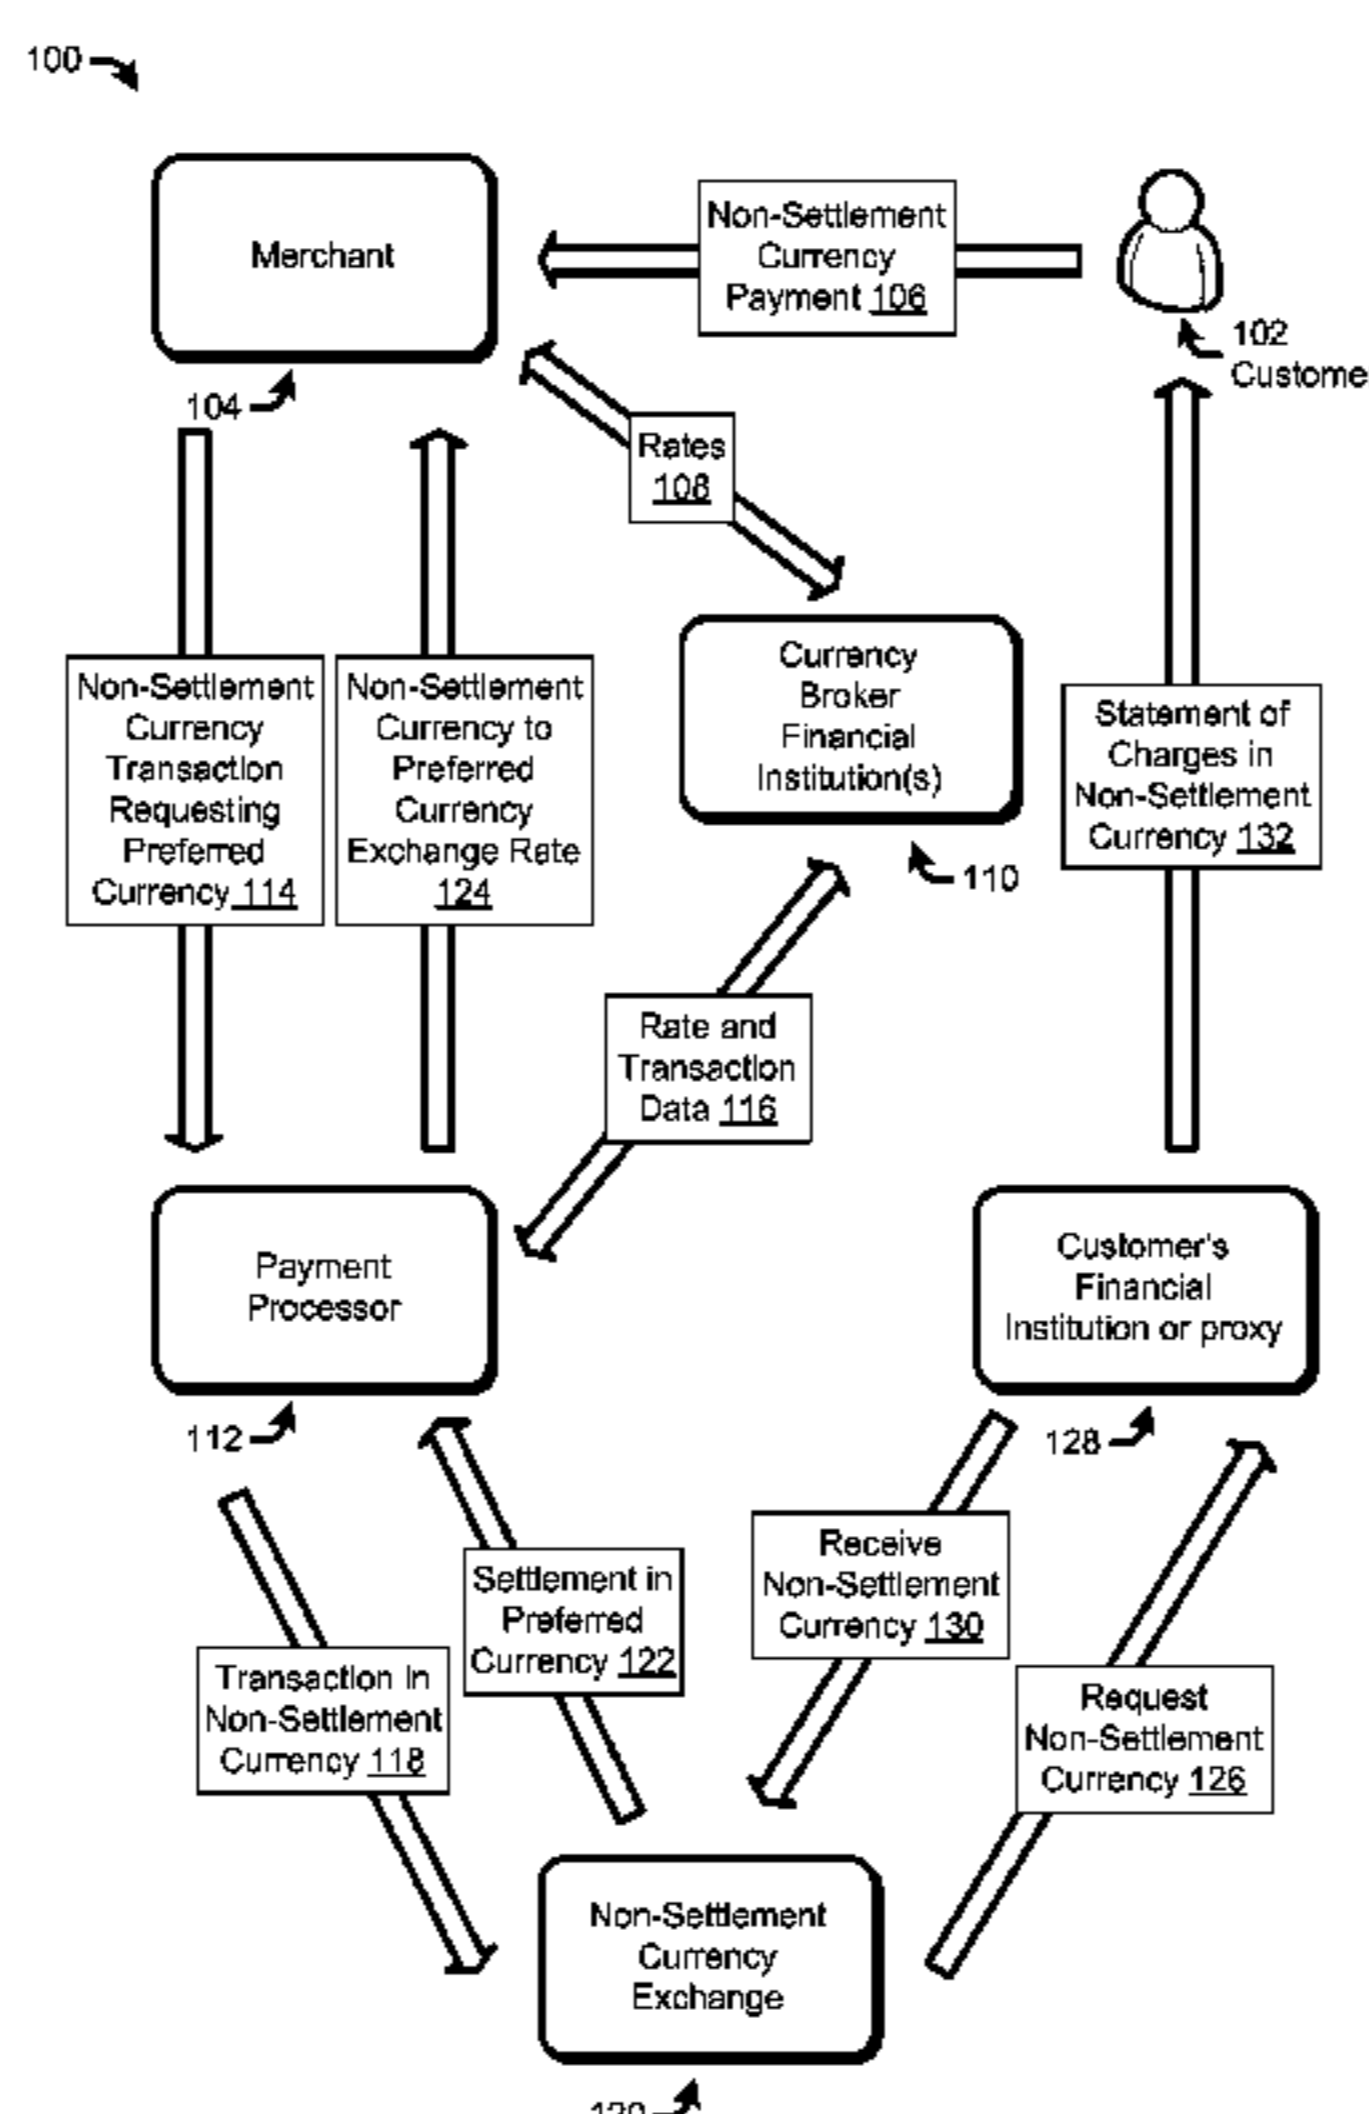 100
Merchant
Non-Settlement
Currency
Payment 106
102
Custome
104
Rates
108
Non-Settlement
Currency
Transaction
Requesting
Preferred
Currency 114
Non-Settlement
Currency to
Preferred
Currency
Exchange Rate
124
Currency
Broker
Financial
Institution(s)
110
Statement of
Charges in
Non-Settlement
Currency 132
Rate and
Transaction
Data 116
Payment
Processor
112
Customer's
Financial
Institution or proxy
128
Settlement in
Preferred
Currency 122
Receive
Non-Settlement
Currency 130
Transaction In
Non-Settlement
Currency 118
Request
Non-Settlement
Currency 126
Non-Settlement
Currency
Exchange